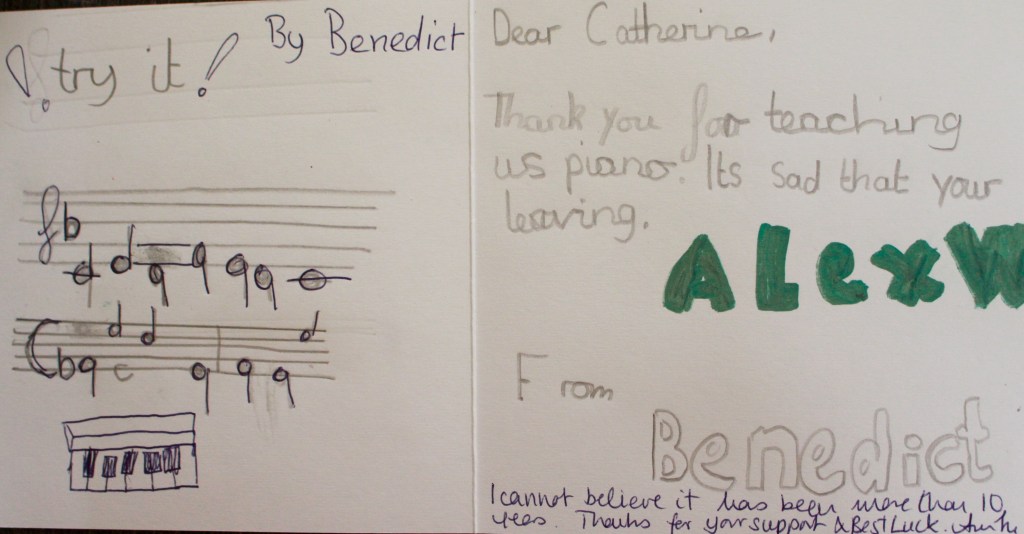 ! try it!
By Benedict
Dear Catherine,
Thank you for teaching
us piano. Its sad that your
leaving.
ALexW
From
Benedict
I cannot believe it has been more than 10
years. Thanks for your support & Best Luck.